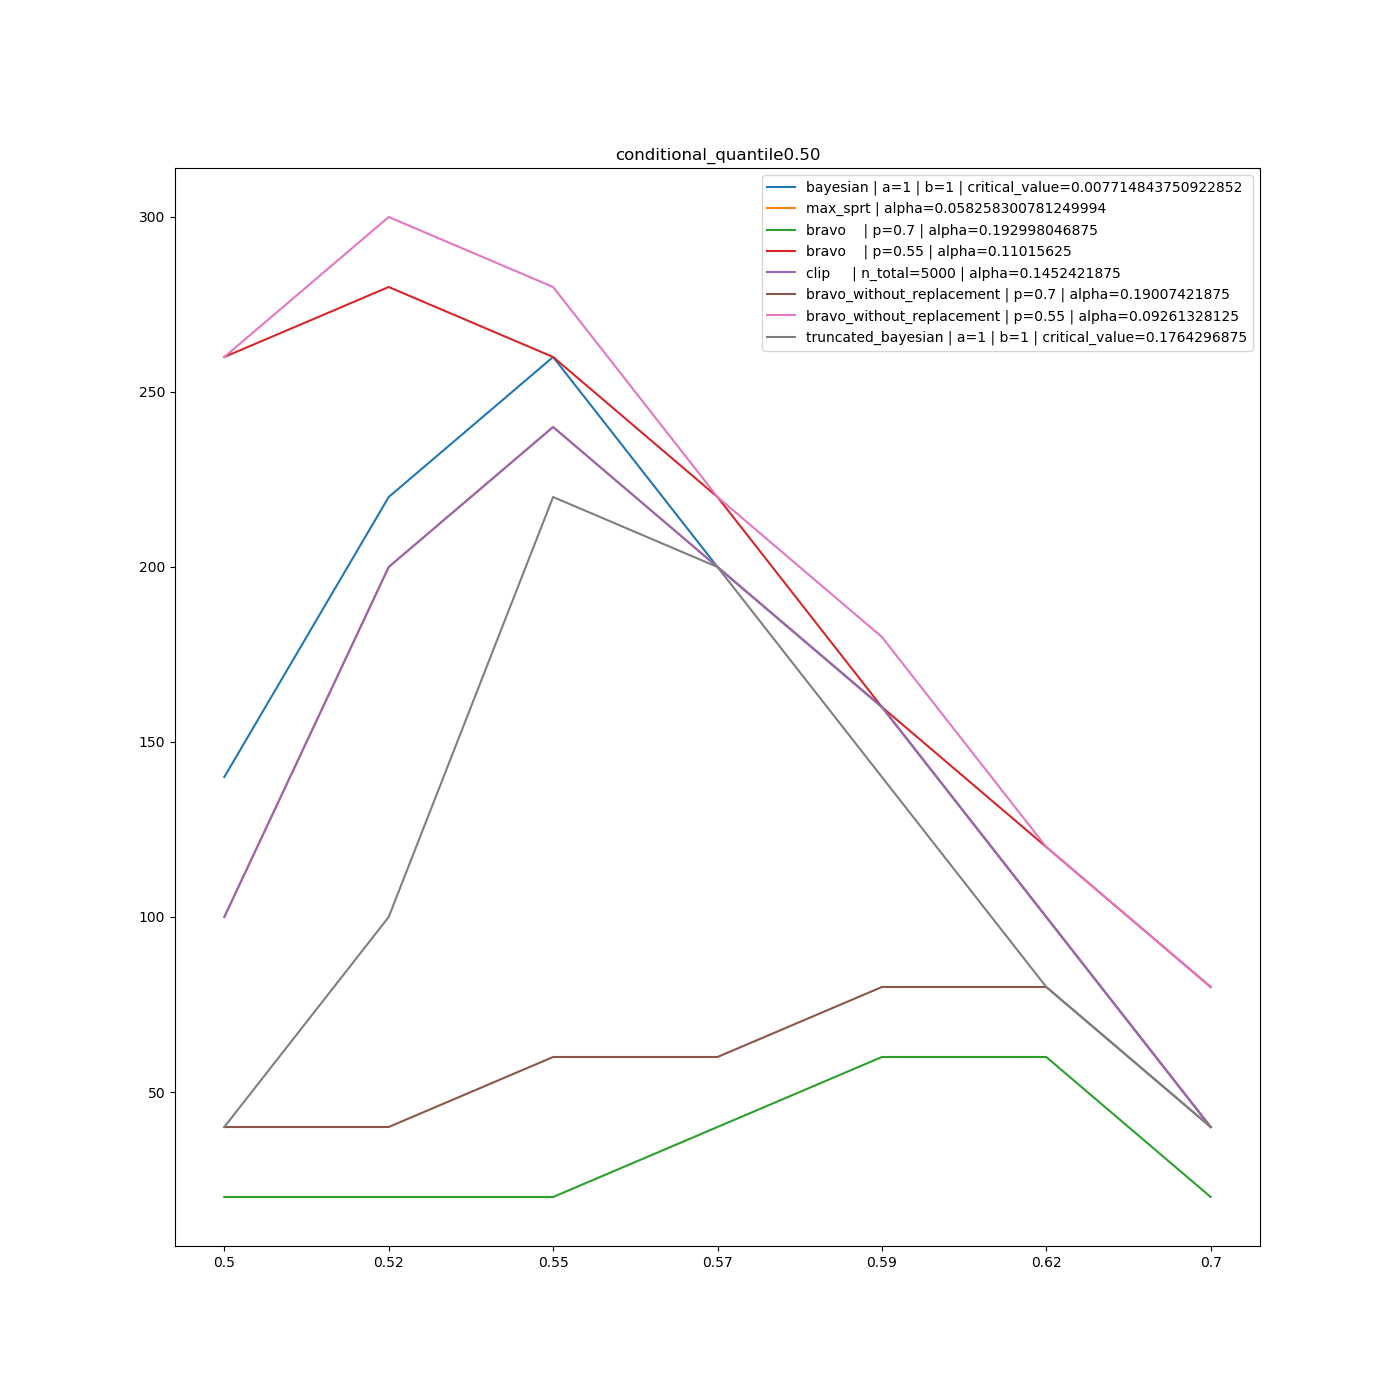 conditional_quantile0.50
bayesian | a=1 | b=1 | critical_value=0.007714843750922852
max_sprt | alpha=0.058258300781249994
bravo    | p=0.7 | alpha=0.192998046875
bravo    | p=0.55 | alpha=0.11015625
clip     | n_total=5000 | alpha=0.1452421875
bravo_without_replacement | p=0.7 | alpha=0.19007421875
bravo_without_replacement | p=0.55 | alpha=0.09261328125
truncated_bayesian | a=1 | b=1 | critical_value=0.1764296875
300
250
200
150
100
50
0.5 0.52 0.55 0.57 0.59 0.62 0.7